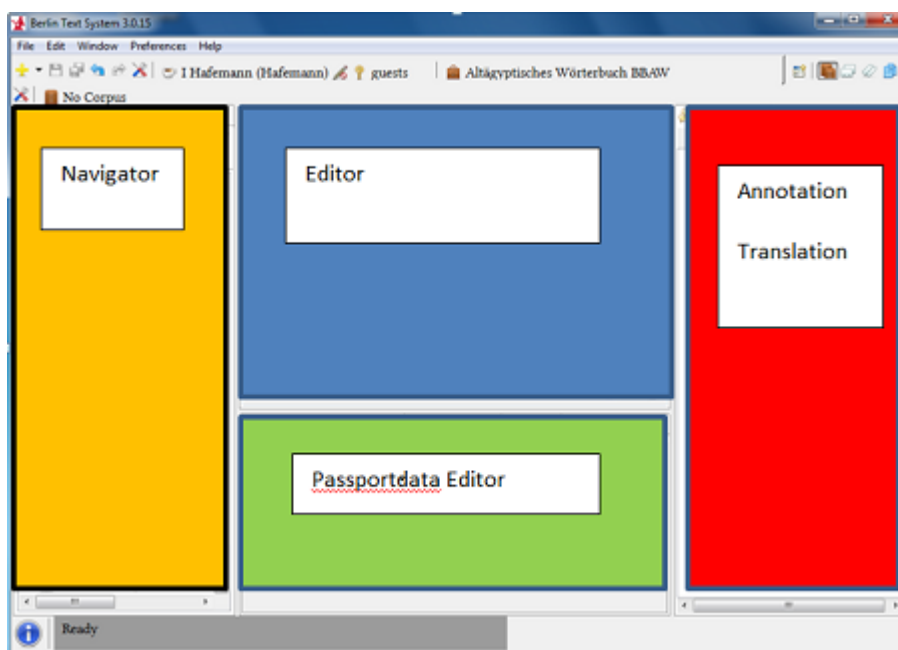 Berlin Text System 3.0.15
File Edit Window Preferences Help
I Hafemann (Hafemann) guests Altägyptisches Wörterbuch BBAW
No Corpus
Navigator
Editor
Annotation
Translation
Passportdata Editor
Ready